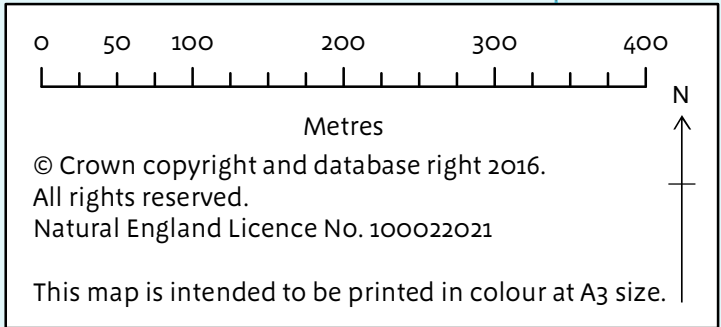 0 50 100 200 300 400
N
Metres
© Crown copyright and database right 2016.
All rights reserved.
Natural England Licence No. 100022021
This map is intended to be printed in colour at A3 size.